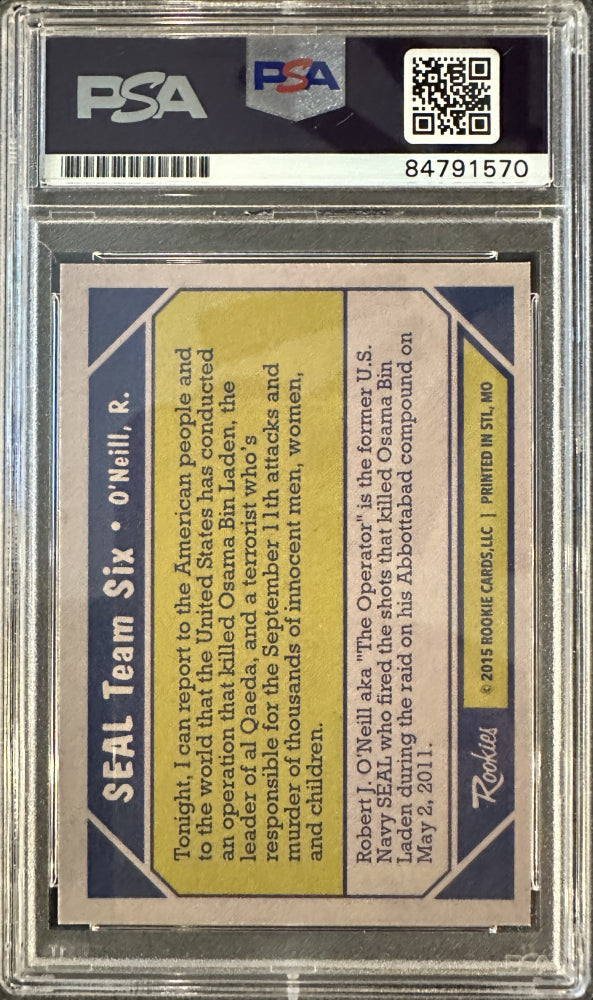 PSA
PSA
84791570
SEAL Team Six • O'Neill, R.
Tonight, I can report to the American people and
to the world that the United States has conducted
an operation that killed Osama Bin Laden, the
leader of al Qaeda, and a terrorist who's
responsible for the September 11th attacks and
murder of thousands of innocent men, women,
and children.
Robert J. O'Neill aka "The Operator" is the former U.S.
Navy SEAL who fired the shots that killed Osama Bin
Laden during the raid on his Abbottabad compound on
May 2, 2011.
Rookies
© 2015 ROOKIE CARDS,LLC | PRINTED IN STL, MO
PSA